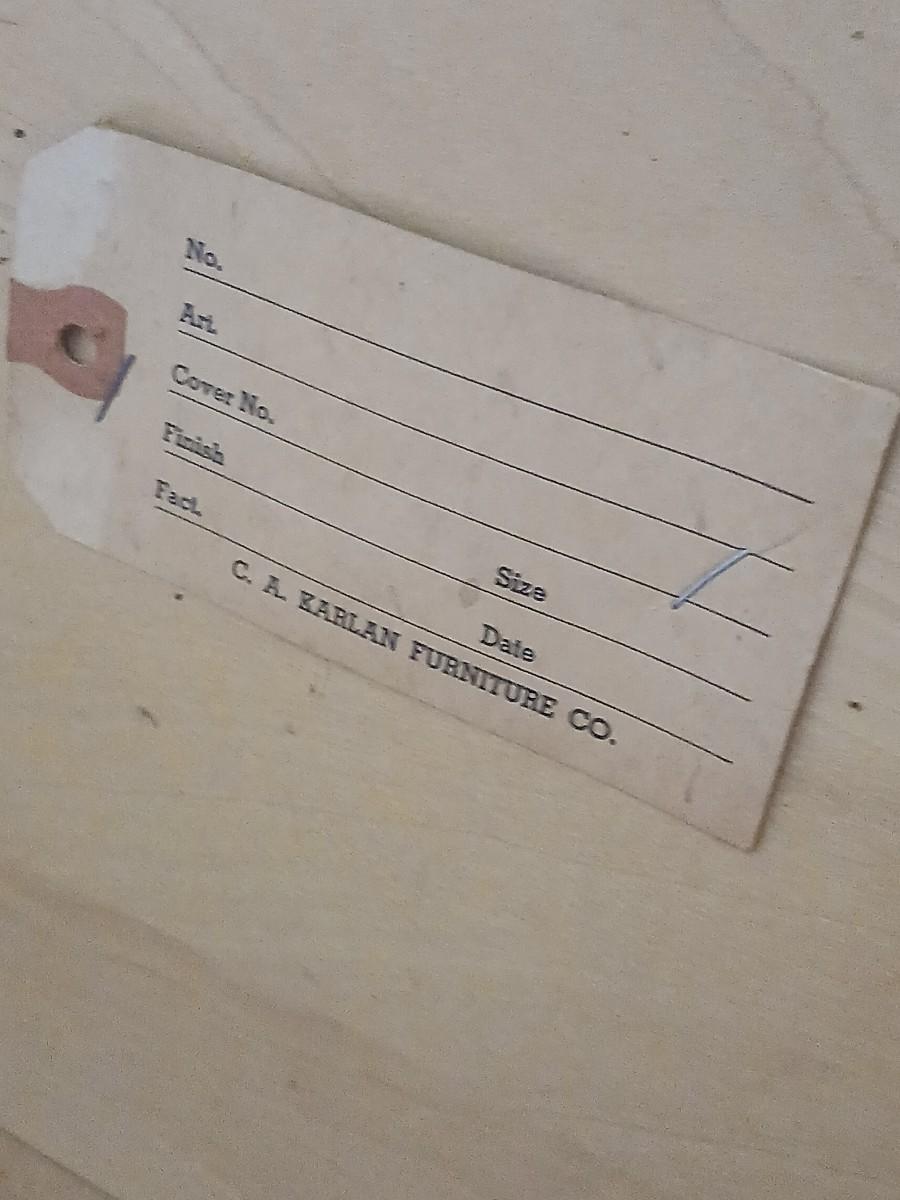 No.
Art.
Cover No.
Finish Size
Fact. Date
C. A. KARLAN FURNITURE CO.